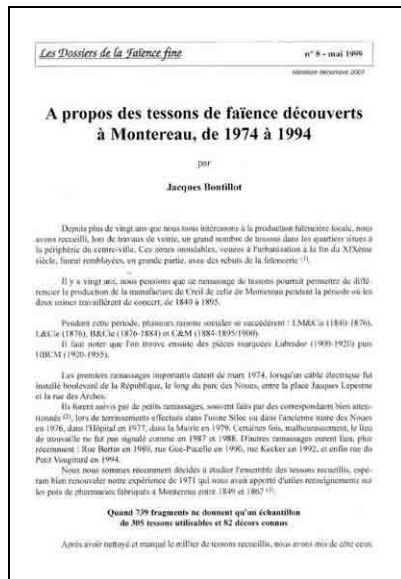 Les Dossiers de la Faïence fine
n° 8 - mai 1999
réédition décembre 2003
A propos des tessons de faïence découverts
à Montereau, de 1974 à 1994
par
Jacques Bontillot
Depuis plus de vingt ans que nous nous intéressons à la production faïencière locale, nous
avons recueilli, lors de travaux de voirie, un grand nombre de tessons dans les quartiers situés à
la périphérie du centre-ville. Ces zones inondables, vouées à l'urbanisation à la fin du XIXème
siècle, furent remblayées, en grande partie, avec des rebuts de la faïencerie (1).
Il y a vingt ans, nous pensions que ce ramassage de tessons pourrait permettre de diffé-
rencier la production de la manufacture de Creil de celle de Montereau pendant la période où les
deux usines travaillèrent de concert, de 1840 à 1895.
Pendant cette période, plusieurs raisons sociales se succédèrent : LM&Cie (1840-1876),
L&Cie (1876), B&Cie (1876-1884) et C&M (1884-1895/1900)
Il faut noter que l'on trouve ensuite des pièces marquées Labrador (1900-1920) puis
HBCM (1920-1955).
Les premiers ramassages importants datent de mars 1974, lorsqu'un câble électrique fut
installé boulevard de la République, le long du parc des Noues, entre la place Jacques Lepesme
et la rue des Arches.
Ils furent suivis par de petits ramassages, souvent faits par des correspondants bien atten-
tionnés (2), lors de terrassements effectués dans l'usine Siloc ou dans l'ancienne mare des Noues
en 1976, dans l'Hôpital en 1977, dans la Mairie en 1979. Certaines fois, malheureusement, le lieu
de trouvaille ne fut pas signalé comme en 1987 et 1988. D'autres ramassages eurent lieu, plus
récemment : Rue Bertin en 1989, rue Gué-Pucelle en 1990, rue Kecker en 1992, et enfin rue du
Petit Vaugirard en 1994.
Nous nous sommes récemment décidés à étudier l'ensemble des tessons recueillis, espé-
rant bien renouveler notre expérience de 1971 qui nous avait apporté d'utiles renseignements sur
les pots de pharmacies fabriqués à Montereau entre 1849 et 1867 (3).
Quand 739 fragments ne donnent qu'un échantillon
de 305 tessons utilisables et 82 décors connus
Après avoir nettoyé et marqué le millier de tessons recueillis, nous avons mis de côté ceux